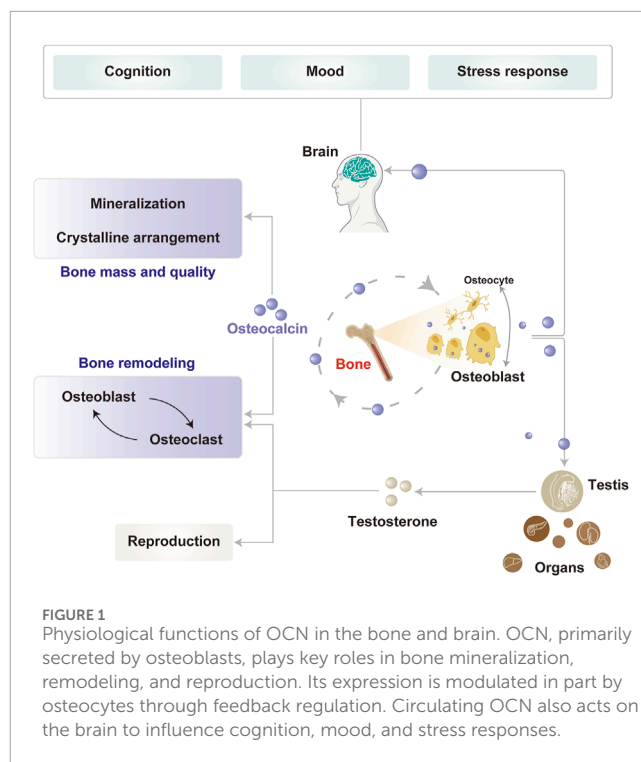 Cognition
Mood
Stress response
Brain
Mineralization
Crystalline arrangement
Bone mass and quality
Osteocyte
Osteocalcin
Bone
Osteoblast
Bone remodeling
Osteoblast
Osteoclast
Testis
Testosterone
Reproduction
Organs
FIGURE 1
Physiological functions of OCN in the bone and brain. OCN, primarily
secreted by osteoblasts, plays key roles in bone mineralization,
remodeling, and reproduction. Its expression is modulated in part by
osteocytes through feedback regulation. Circulating OCN also acts on
the brain to influence cognition, mood, and stress responses.